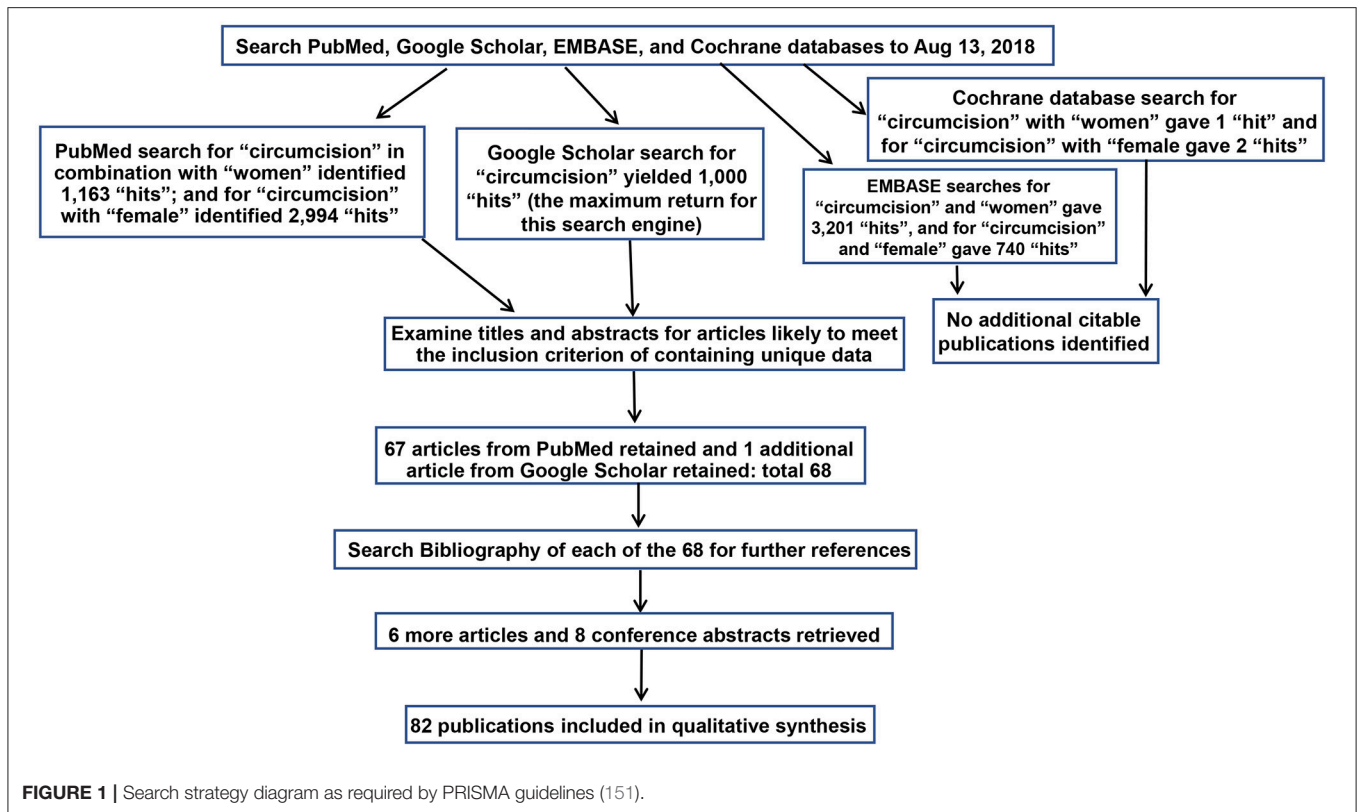 Search PubMed, Google Scholar, EMBASE, and Cochrane databases to Aug 13, 2018
PubMed search for “circumcision” in
combination with “women” identified
1,163 “hits”; and for “circumcision”
with “female” identified 2,994 “hits”
Google Scholar search for
“circumcision” yielded 1,000
“hits” (the maximum return for
this search engine)
Cochrane database search for
“circumcision” with “women” gave 1 “hit” and
for “circumcision” with “female gave 2 “hits”
EMBASE searches for
“circumcision” and “women” gave
3,201 “hits”, and for “circumcision”
and “female” gave 740 “hits”
No additional citable
publications identified
Examine titles and abstracts for articles likely to meet
the inclusion criterion of containing unique data
67 articles from PubMed retained and 1 additional
article from Google Scholar retained: total 68
Search Bibliography of each of the 68 for further references
6 more articles and 8 conference abstracts retrieved
82 publications included in qualitative synthesis
FIGURE 1 | Search strategy diagram as required by PRISMA guidelines (151).